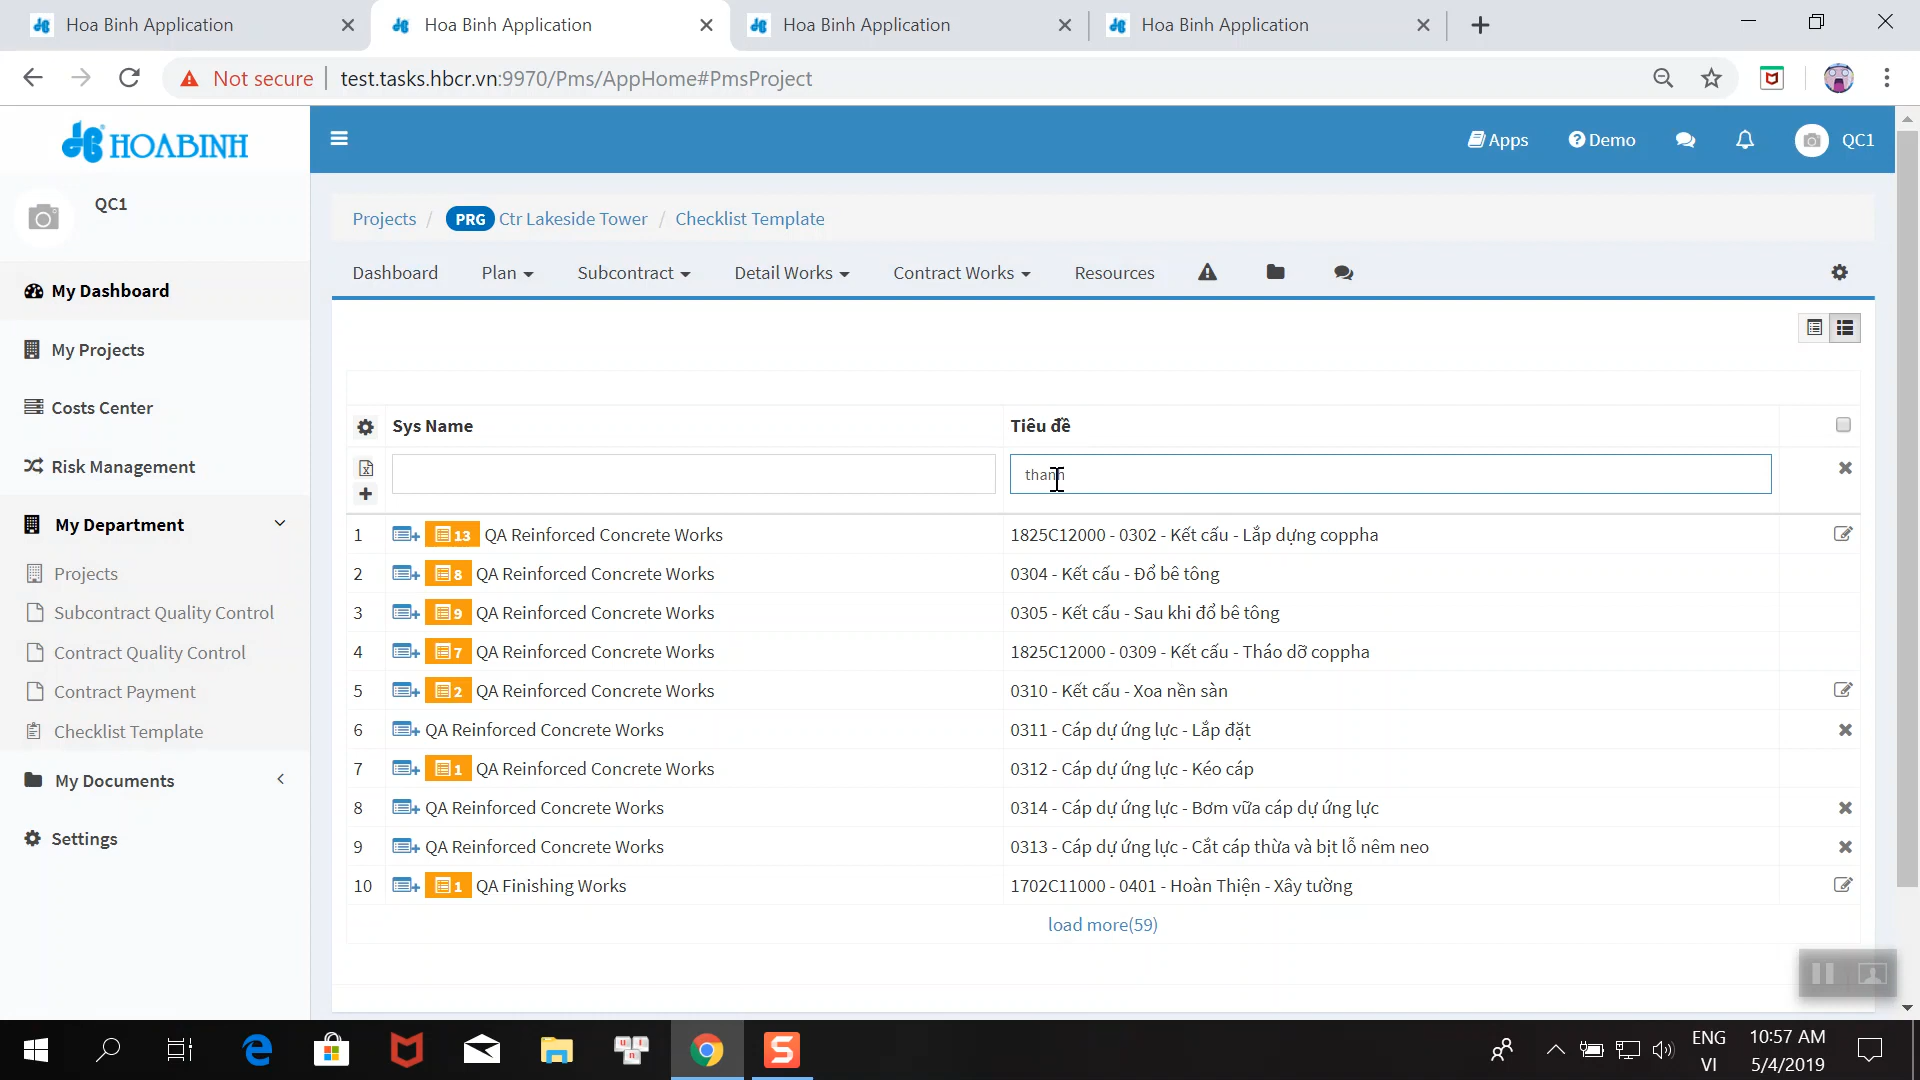 Hoa Binh Application
Hoa Binh Application
Hoa Binh Application
Hoa Binh Application
Not secure
test.tasks.hbcr.vn:9970/Pms/AppHome#PmsProject
HOABINH
Apps
Demo
QC1
QC1
My Dashboard
My Projects
Costs Center
Risk Management
My Department
Projects
Subcontract Quality Control
Contract Quality Control
Contract Payment
Checklist Template
My Documents
Settings
Projects / PRG Ctr Lakeside Tower / Checklist Template
Dashboard Plan Subcontract Detail Works Contract Works Resources
Sys Name Tiêu đề
thanh
1 13 QA Reinforced Concrete Works 1825C12000 - 0302 - Kết cấu - Lắp dựng coppha
2 8 QA Reinforced Concrete Works 0304 - Kết cấu - Đổ bê tông
3 9 QA Reinforced Concrete Works 0305 - Kết cấu - Sau khi đổ bê tông
4 7 QA Reinforced Concrete Works 1825C12000 - 0309 - Kết cấu - Tháo dỡ coppha
5 2 QA Reinforced Concrete Works 0310 - Kết cấu - Xoa nền sàn
6 QA Reinforced Concrete Works 0311 - Cáp dự ứng lực - Lắp đặt
7 1 QA Reinforced Concrete Works 0312 - Cáp dự ứng lực - Kéo cáp
8 QA Reinforced Concrete Works 0314 - Cáp dự ứng lực - Bơm vữa cáp dự ứng lực
9 QA Reinforced Concrete Works 0313 - Cáp dự ứng lực - Cắt cáp thừa và bịt lỗ nêm neo
10 1 QA Finishing Works 1702C11000 - 0401 - Hoàn Thiện - Xây tường
load more(59)
ENG
VI
10:57 AM
5/4/2019